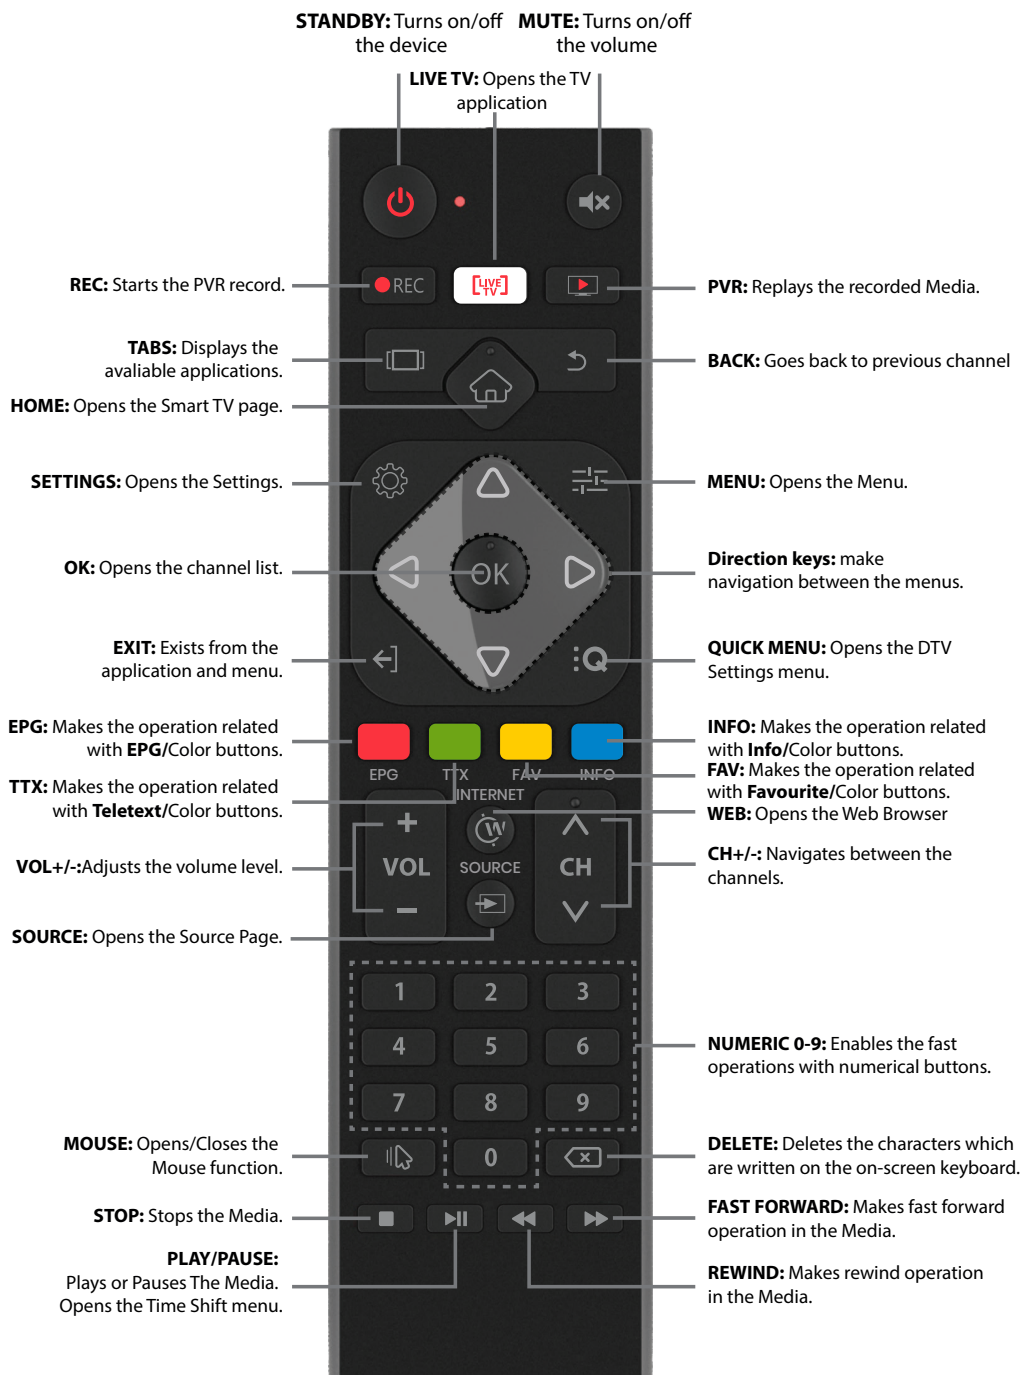 STANDBY: Turns on/off
the device
MUTE: Turns on/off
the volume
LIVE TV: Opens the TV
application
REC: Starts the PVR record.
REC
LIVE
TV
PVR: Replays the recorded Media.
TABS: Displays the
avaliable applications.
BACK: Goes back to previous channel
HOME: Opens the Smart TV page.
SETTINGS: Opens the Settings.
MENU: Opens the Menu.
OK: Opens the channel list.
OK
Direction keys: make
navigation between the menus.
EXIT: Exists from the
application and menu.
Q
QUICK MENU: Opens the DTV
Settings menu.
EPG: Makes the operation related
with EPG/Color buttons.
INFO: Makes the operation related
with Info/Color buttons.
EPG
TTX
FAV
INFO
FAV: Makes the operation related
with Favourite/Color buttons.
TTX: Makes the operation related
with Teletext/Color buttons.
INTERNET
W
WEB: Opens the Web Browser
+
VOL
−
SOURCE
CH
VOL+/-:Adjusts the volume level.
CH+/-: Navigates between the
channels.
SOURCE: Opens the Source Page.
1 2 3
4 5 6
7 8 9
0
NUMERIC 0-9: Enables the fast
operations with numerical buttons.
MOUSE: Opens/Closes the
Mouse function.
DELETE: Deletes the characters which
are written on the on-screen keyboard.
STOP: Stops the Media.
FAST FORWARD: Makes fast forward
operation in the Media.
PLAY/PAUSE:
Plays or Pauses The Media.
Opens the Time Shift menu.
REWIND: Makes rewind operation
in the Media.